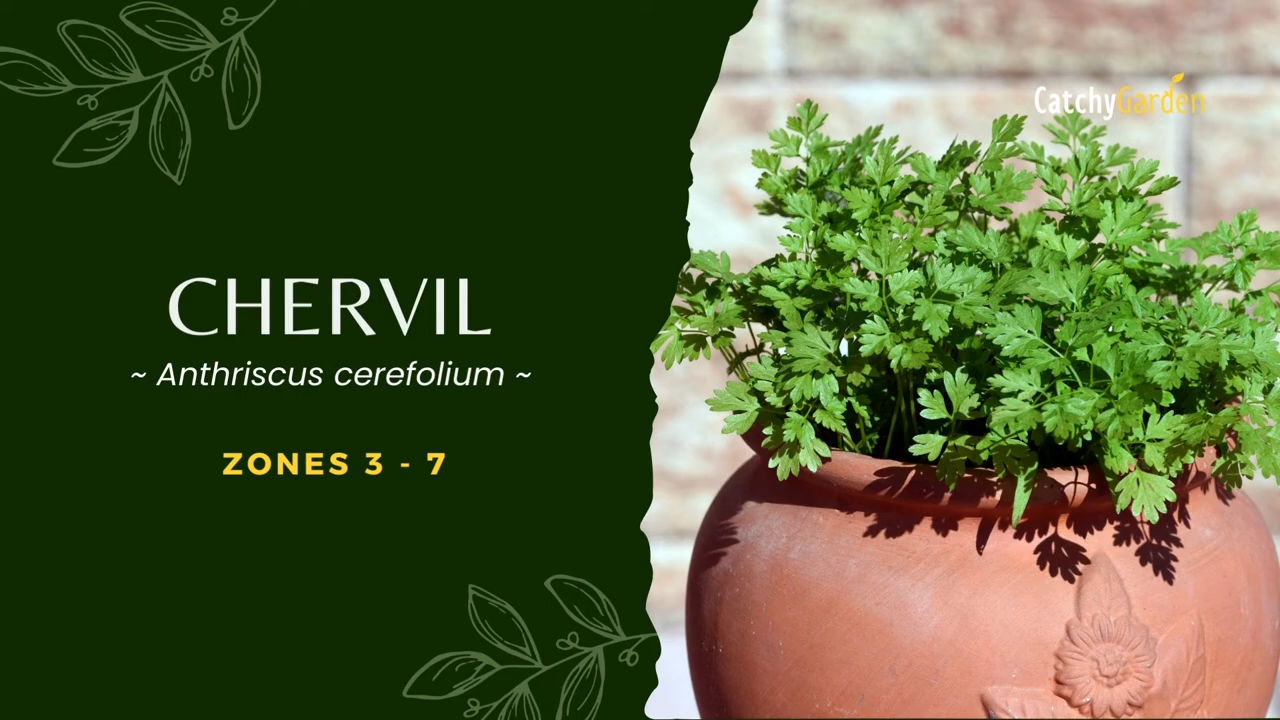 CatchyGarden
CHERVIL
~ Anthriscus cerefolium ~
ZONES 3 - 7